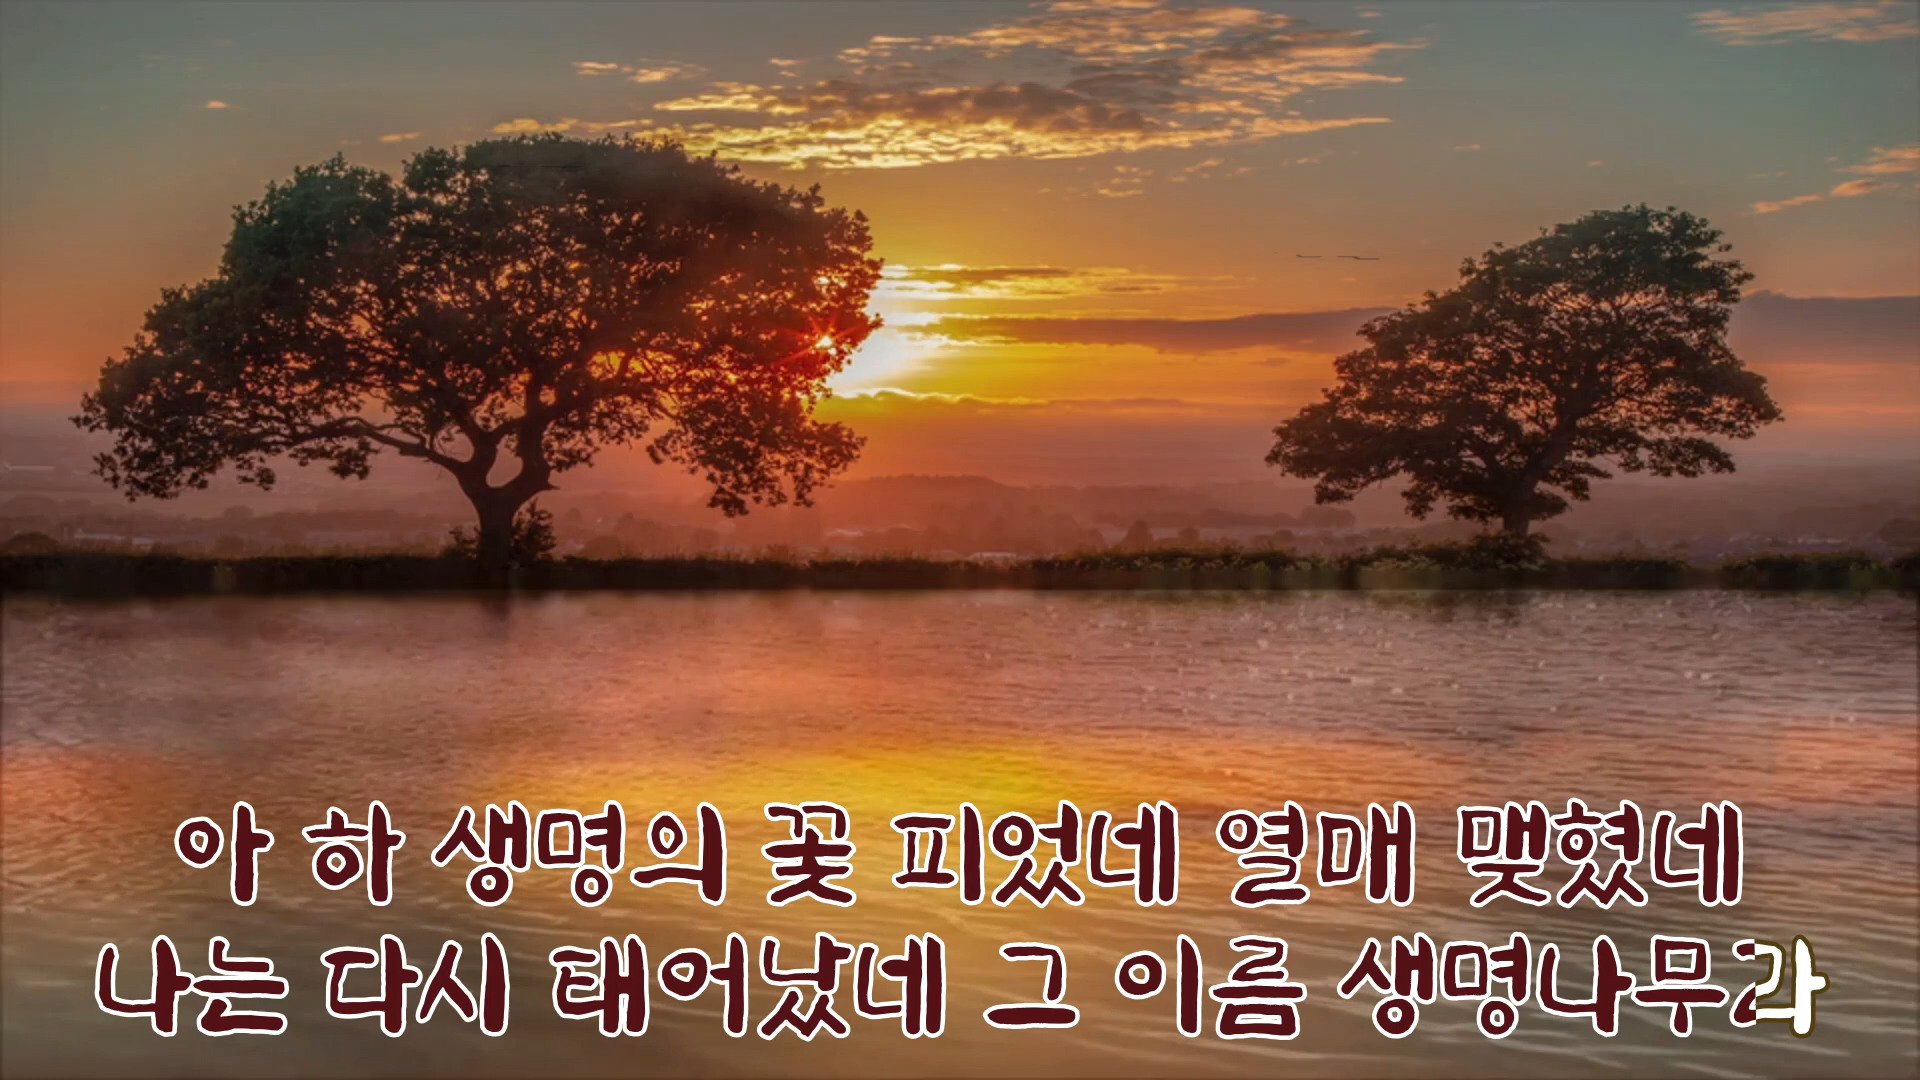 아 하 생명의 꽃 피었네 열매 맺혔네
나는 다시 태어났네 그 이름 생명나무라